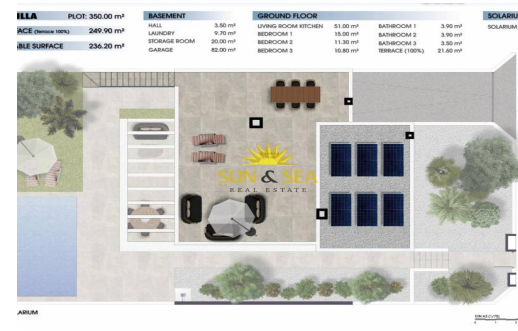 ILLA PLOT: 350.00 m²
ACE (Terrace 100%) 249.90 m²
ABLE SURFACE 236.20 m²
BASEMENT
HALL 3.50 m²
LAUNDRY 9.70 m²
STORAGE ROOM 20.00 m²
GARAGE 82.00 m²
GROUND FLOOR
LIVING ROOM KITCHEN 51.00 m²
BEDROOM 1 15.00 m²
BEDROOM 2 11.30 m²
BEDROOM 3 10.80 m²
BATHROOM 1 3.90 m²
BATHROOM 2 3.90 m²
BATHROOM 3 3.50 m²
TERRACE (100%) 21.60 m²
SOLARIU
SOLARIUM
SUN & SEA
REAL ESTATE
ARIUM